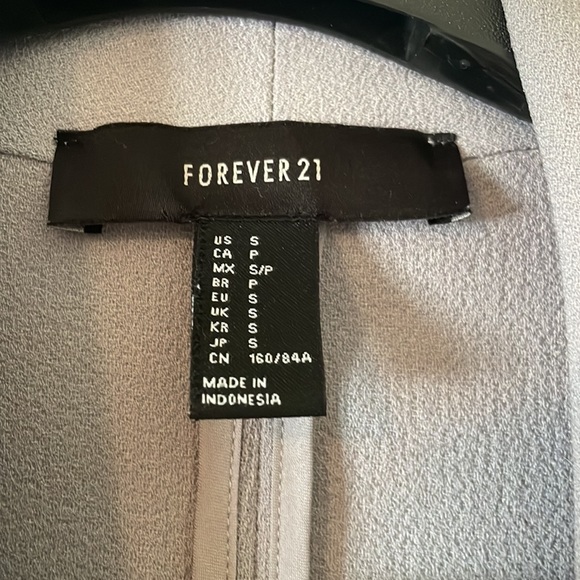 FOREVER 21
US S
CA P
MX S/P
BR P
EU S
UK S
KR S
JP S
CN 160/84A
MADE IN
INDONESIA